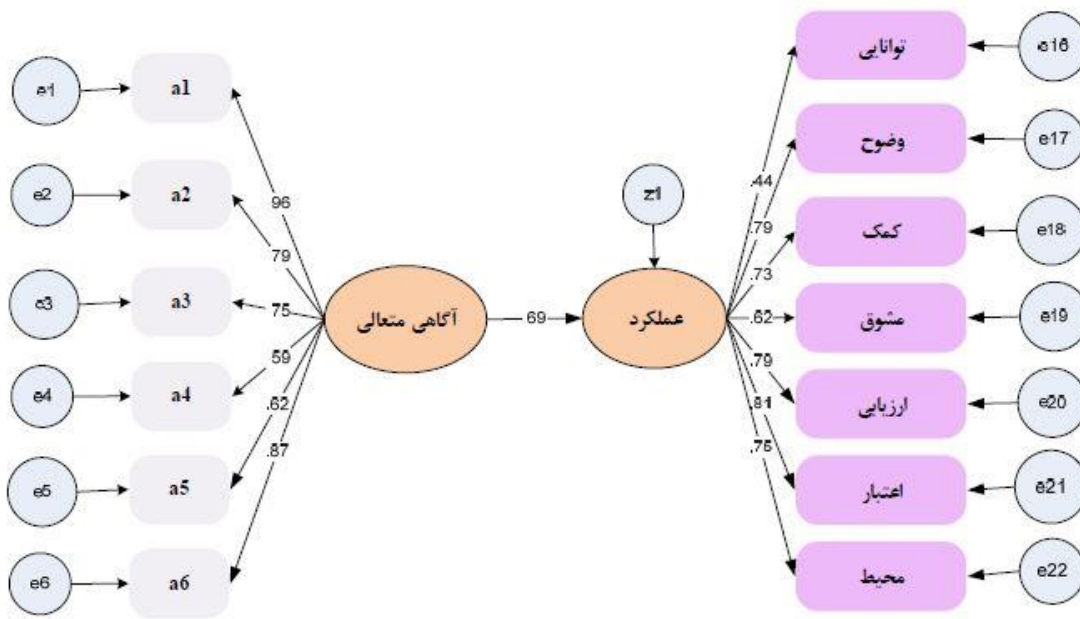 e1
a1
e2
a2
e3
a3
e4
a4
e5
a5
e6
a6
96
79
75
59
.62
.87
آگاهی متعالی
69
z1
عملکرد
.44
.79
.73
.62
.79
.81
.75
توانایی
e16
وضوح
e17
کمک
e18
مشوق
e19
ارزیابی
e20
اعتبار
e21
محیط
e22